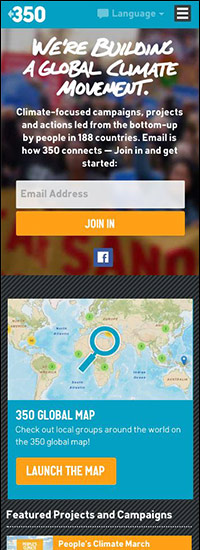 350
Language
WE'RE BUILDING
A GLOBAL CLIMATE
MOVEMENT.
Climate-focused campaigns, projects
and actions led from the bottom-up
by people in 188 countries. Email is
how 350 connects — Join in and get
started:
Email Address
JOIN IN
350 GLOBAL MAP
Check out local groups around the world on
the 350 global map!
LAUNCH THE MAP
Featured Projects and Campaigns
People's Climate March